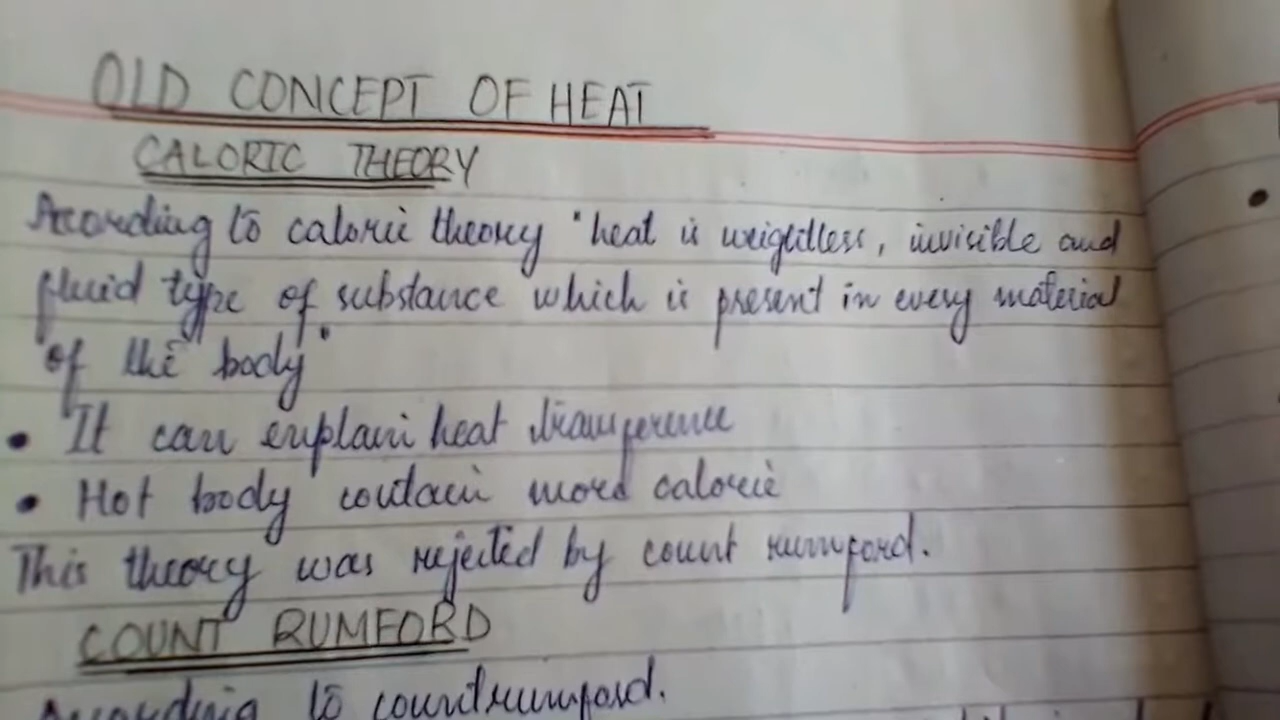 OLD CONCEPT OF HEAT
CALORIC THEORY
According to caloric theory "heat is weightless, invisible and
fluid type of substance which is present in every material
of the body"
• It can explain heat transference
• Hot body contain more caloric
This theory was rejected by count rumford.
COUNT RUMFORD
According to count rumford.